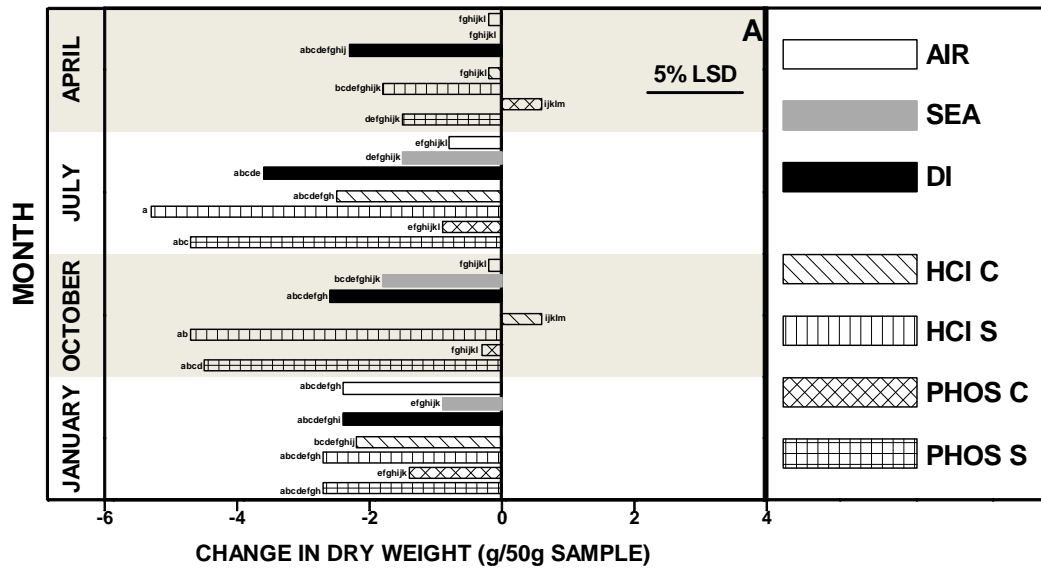 A
5% LSD
MONTH
APRIL
fghijkl
fghijkl
abcdefghij
fghijkl
bcdefghijk
ijklm
defghijk
JULY
efghijkl
defghijk
abcde
abcdefgh
a
efghijkl
abc
OCTOBER
fghijkl
bcdefghijk
abcdefgh
ijklm
ab
fghijkl
abcd
JANUARY
abcdefgh
efghijk
abcdefghi
bcdefghij
abcdefgh
efghijk
abcdefgh
-6 -4 -2 0 2 4
CHANGE IN DRY WEIGHT (g/50g SAMPLE)
AIR
SEA
DI
HCl C
HCl S
PHOS C
PHOS S